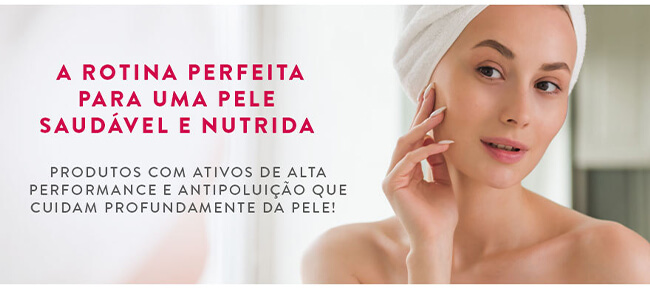 A ROTINA PERFEITA
PARA UMA PELE
SAUDÁVEL E NUTRIDA
PRODUTOS COM ATIVOS DE ALTA
PERFORMANCE E ANTIPOLUIÇÃO QUE
CUIDAM PROFUNDAMENTE DA PELE!